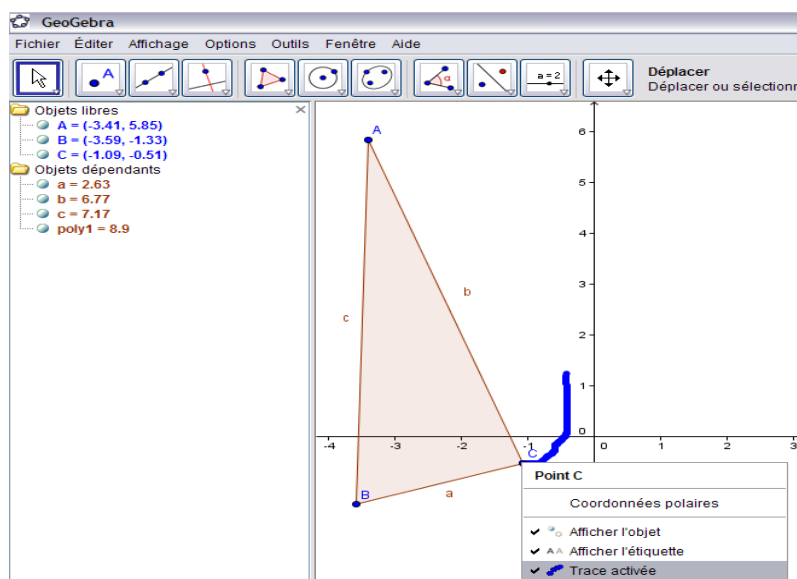 GeoGebra
Fichier Éditer Affichage Options Outils Fenêtre Aide
A
α
a=2
Déplacer
Déplacer ou sélectionn
Objets libres
A = (-3.41, 5.85)
B = (-3.59, -1.33)
C = (-1.09, -0.51)
Objets dépendants
a = 2.63
b = 6.77
c = 7.17
poly1 = 8.9
A
6
5
4
3
b
c
2
1
0
-4 -3 -2 -1 0 1 2 3
C
B
a
Point C
Coordonnées polaires
Afficher l'objet
AA Afficher l'étiquette
Trace activée